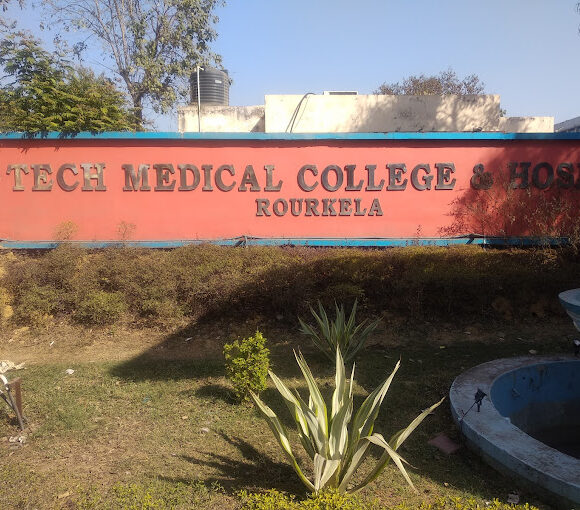 TECH MEDICAL COLLEGE & HOS
ROURKELA